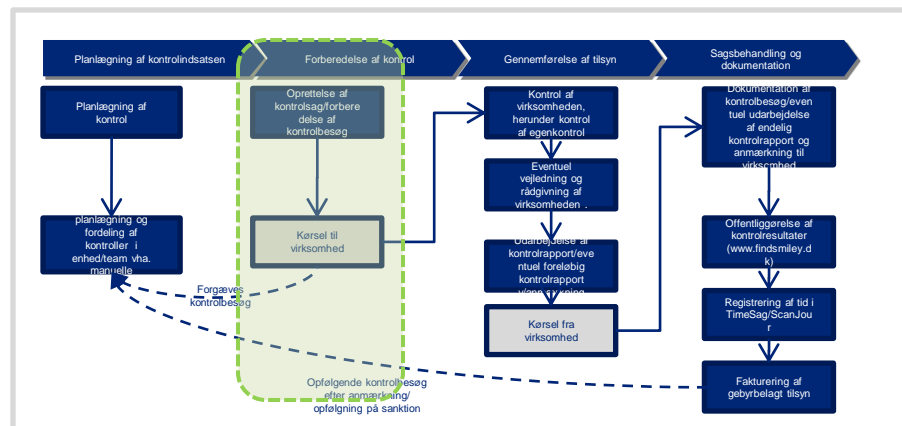 Planlægning af kontrolindsatsen
Forberedelse af kontrol
Gennemførelse af tilsyn
Sagsbehandling og
dokumentation
Planlægning af
kontrol
planlægning og
fordeling af
kontroller i
enhed/team vha.
manuelle
Oprettelse af
kontrolsag/forbere
delse af
kontrolbesøg
Kørsel til
virksomhed
Forgæves
kontrolbesøg
Opfølgende kontrolbesøg
efter anmærkning/
opfølgning på sanktion
Kontrol af
virksomheden,
herunder kontrol
af egenkontrol
Eventuel
vejledning og
rådgivning af
virksomheden .
Udarbejdelse af
kontrolrapport/eve
ntuel foreløbig
kontrolrapport
Kørsel fra
virksomhed
Dokumentation af
kontrolbesøg/even
tuel udarbejdelse
af endelig
kontrolrapport og
anmærkning til
virksomhed
Offentliggørelse af
kontrolresultater
(www.findsmiley.d
k)
Registrering af tid i
TimeSag/ScanJou
r
Fakturering af
gebyrbelagt tilsyn